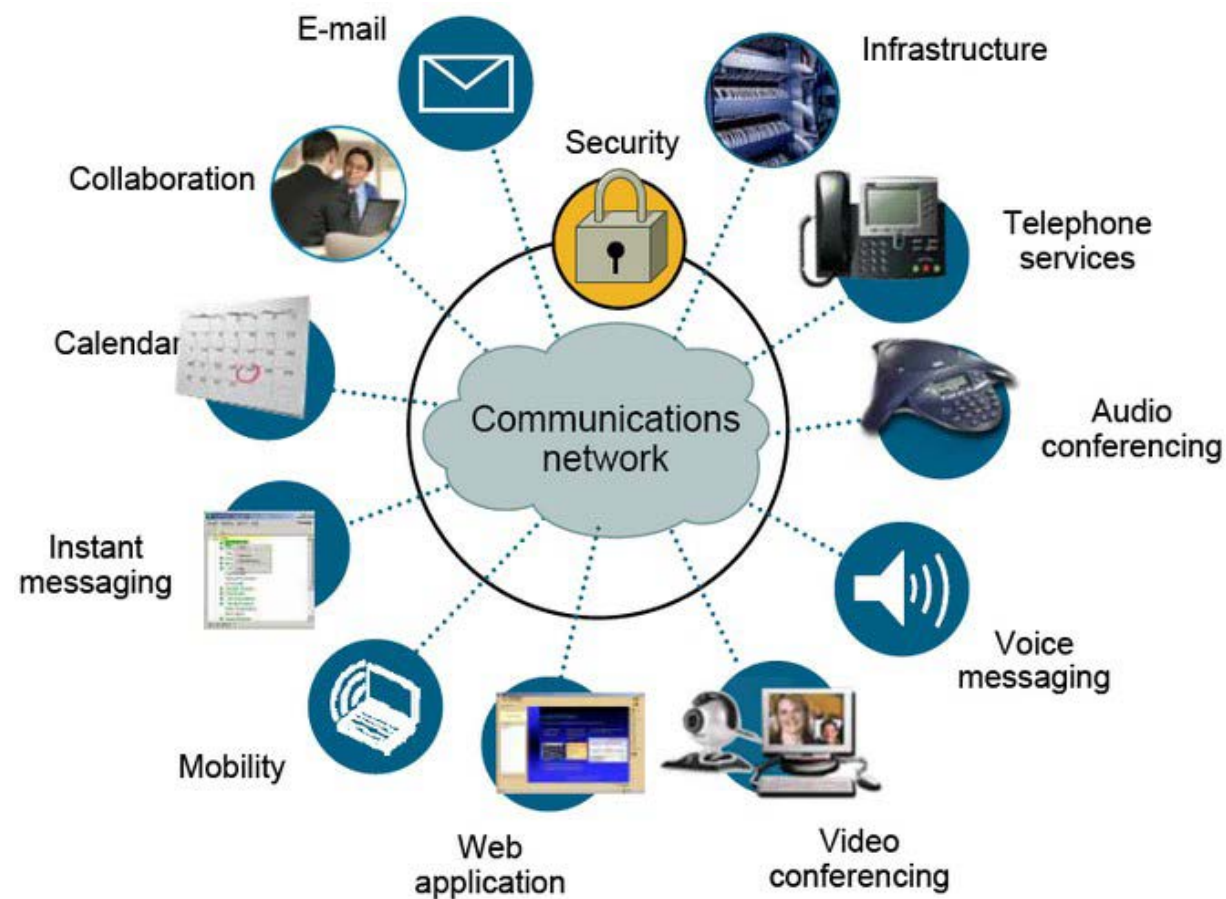 E-mail
Infrastructure
Security
Collaboration
Telephone
services
Calendar
Communications
network
Audio
conferencing
Instant
messaging
Voice
messaging
Mobility
Web
application
Video
conferencing